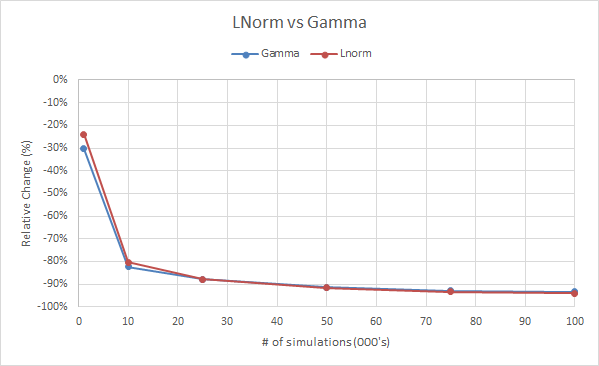 LNorm vs Gamma
Gamma Lnorm
0%
-10%
-20%
-30%
-40%
-50%
-60%
-70%
-80%
-90%
-100%
Relative Change (%)
0 10 20 30 40 50 60 70 80 90 100
# of simulations (000's)